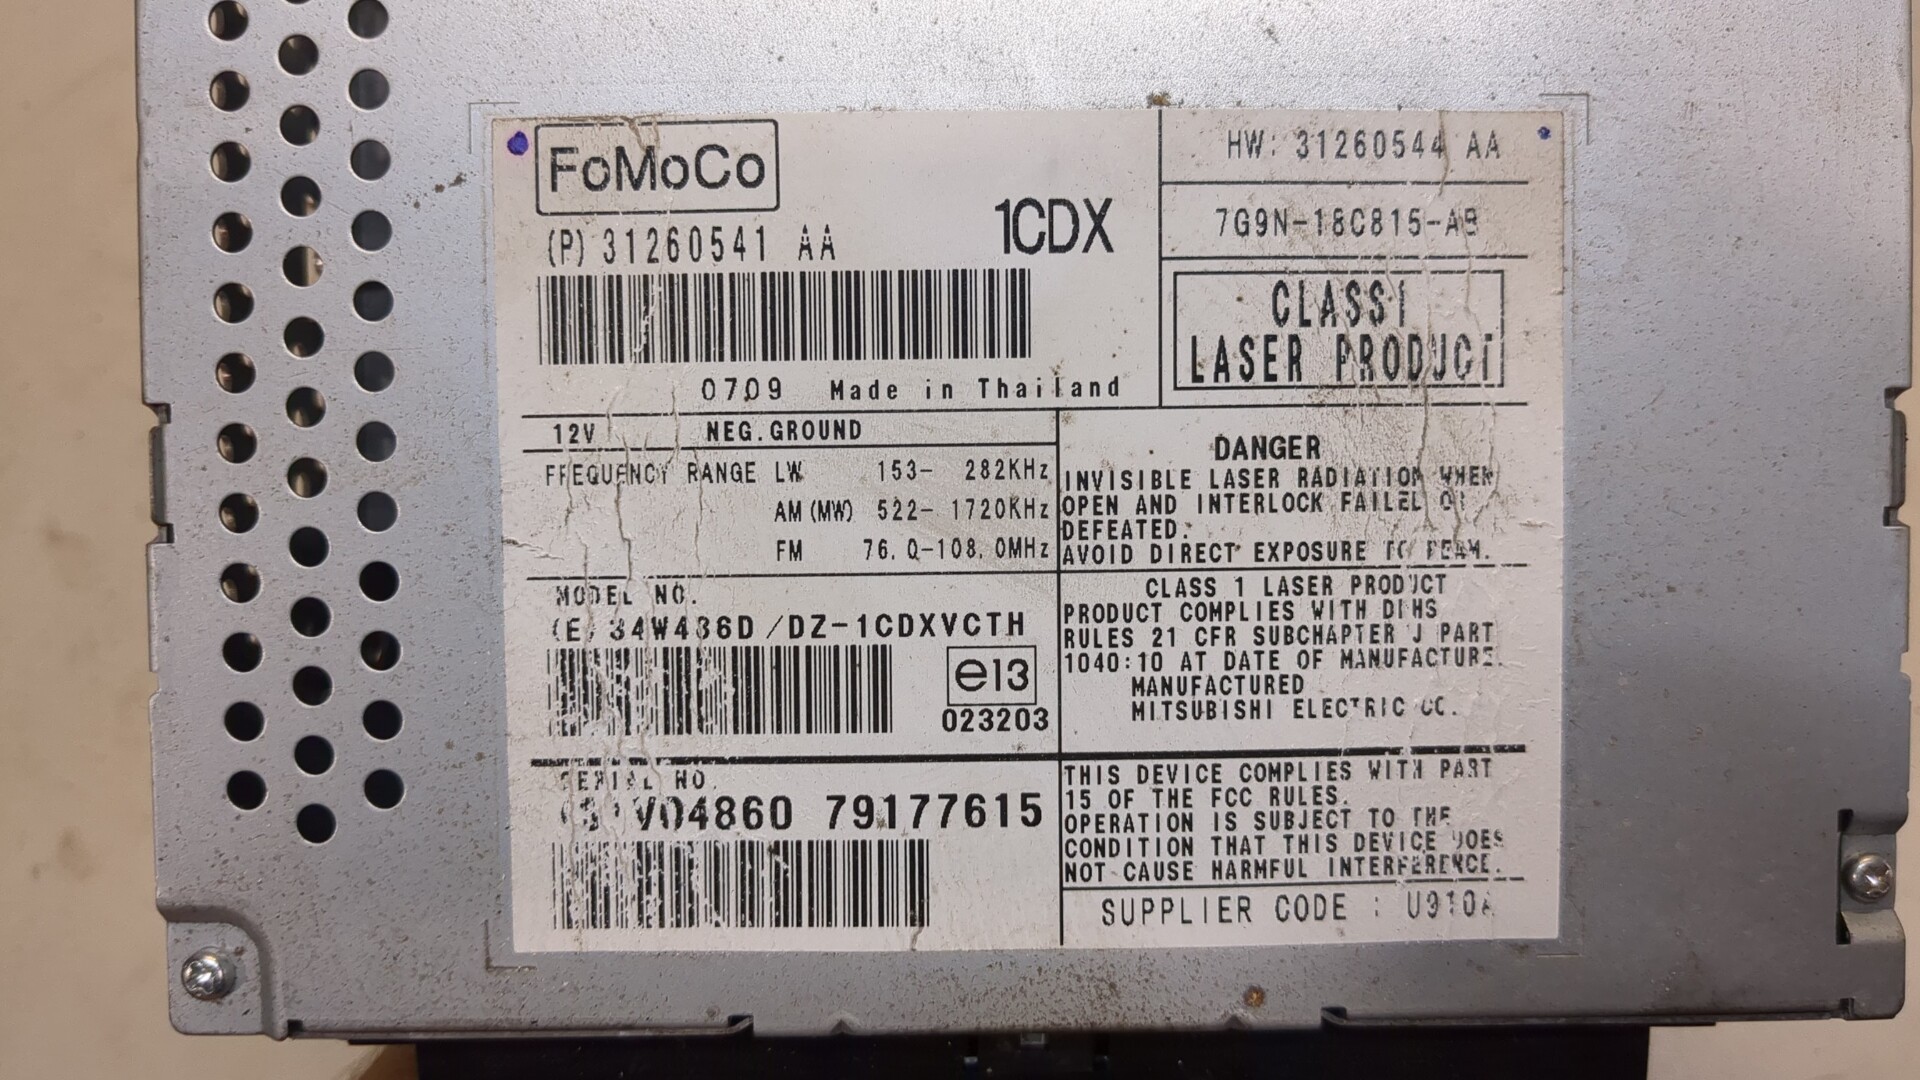 FoMoCo
(P) 31260541 AA
1CDX
0709 Made in Thailand
HW: 31260544 AA
7G9N-18C815-AB
CLASS1
LASER PRODUCT
12V NEG.GROUND
FREQUENCY RANGE LW 153- 282KHz
AM(MW) 522- 1720KHz
FM 76.0-108.0MHz
DANGER
INVISIBLE LASER RADIATION WHEN
OPEN AND INTERLOCK FAILED OR
DEFEATED.
AVOID DIRECT EXPOSURE TO BEAM.
MODEL NO.
(E) 34W436D/DZ-1CDXVCTH
e13
023203
CLASS 1 LASER PRODUCT
PRODUCT COMPLIES WITH DHHS
RULES 21 CFR SUBCHAPTER J PART
1040:10 AT DATE OF MANUFACTURE.
MANUFACTURED
MITSUBISHI ELECTRIC CO.
SERIAL NO.
V04860 79177615
THIS DEVICE COMPLIES WITH PART
15 OF THE FCC RULES.
OPERATION IS SUBJECT TO THE
CONDITION THAT THIS DEVICE DOES
NOT CAUSE HARMFUL INTERFERENCE.
SUPPLIER CODE :